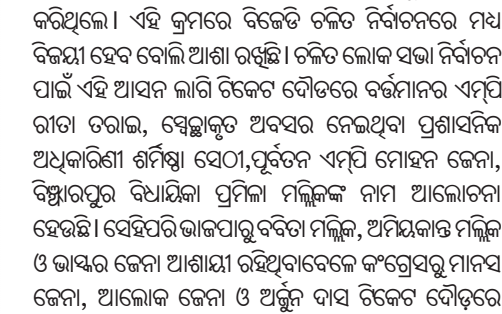 କରିଥିଲେ। ଏହି କ୍ରମରେ ବିଜେଡି ଚଳିତ ନିର୍ବାଚନରେ ମଧ୍ୟ
ବିଜୟୀ ହେବ ବୋଲି ଆଶା ରଖିଛି। ଚଳିତ ଲୋକ ସଭା ନିର୍ବାଚନ
ପାଇଁ ଏହି ଆସନ ଲାଗି ଟିକେଟ ଦୌଡରେ ବର୍ତ୍ତମାନର ଏମ୍‌ପି
ରୀତା ତରାଇ, ସ୍ୱେଚ୍ଛାକୃତ ଅବସର ନେଇଥିବା ପ୍ରଶାସନିକ
ଅଧିକାରିଣୀ ଶର୍ମିଷ୍ଠା ସେଠୀ,ପୂର୍ବତନ ଏମ୍‌ପି ମୋହନ ଜେନା,
ବିଞ୍ଝାରପୁର ବିଧାୟିକା ପ୍ରମିଳା ମଲ୍ଲିକଙ୍କ ନାମ ଆଲୋଚନା
ହେଉଛି। ସେହିପରି ଭାଜପାରୁ ବବିତା ମଲ୍ଲିକ, ଅମିୟକାନ୍ତ ମଲ୍ଲିକ
ଓ ଭାସ୍କର ଜେନା ଆଶାୟୀ ରହିଥିବାବେଳେ କଂଗ୍ରେସରୁ ମାନସ
ଜେନା, ଆଲୋକ ଜେନା ଓ ଅର୍ଜୁନ ଦାସ ଟିକେଟ ଦୌଡ଼ରେ